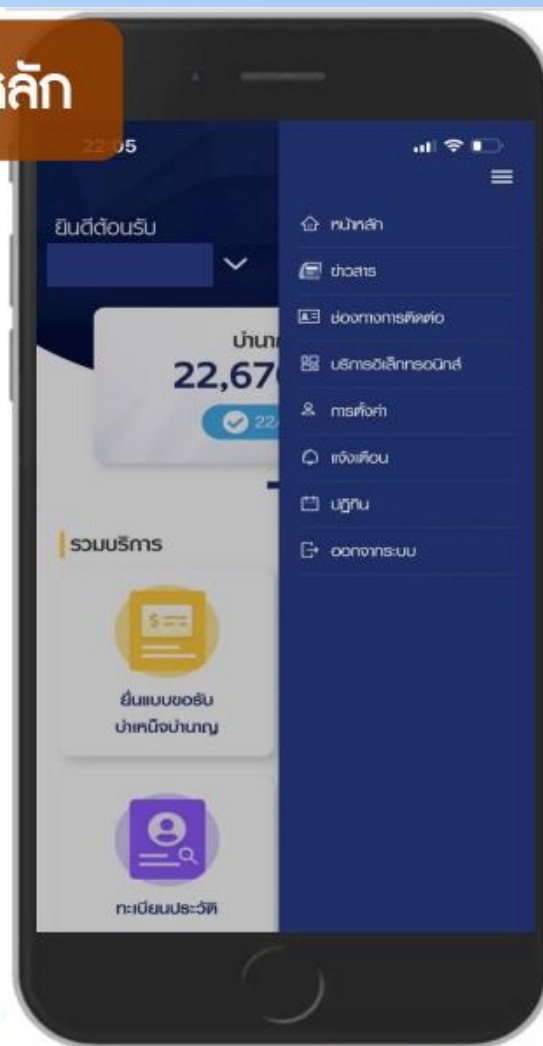 หลัก
22:05
ยินดีต้อนรับ
22,67
22
รวมบริการ
ยื่นแบบขอรับ
บำเหน็จบำนาญ
ทะเบียนประวัติ
หน้าหลัก
ข่าวสาร
ช่องทางการติดต่อ
บริการอิเล็กทรอนิกส์
การตั้งค่า
แจ้งเตือน
ปฏิทิน
ออกจากระบบ